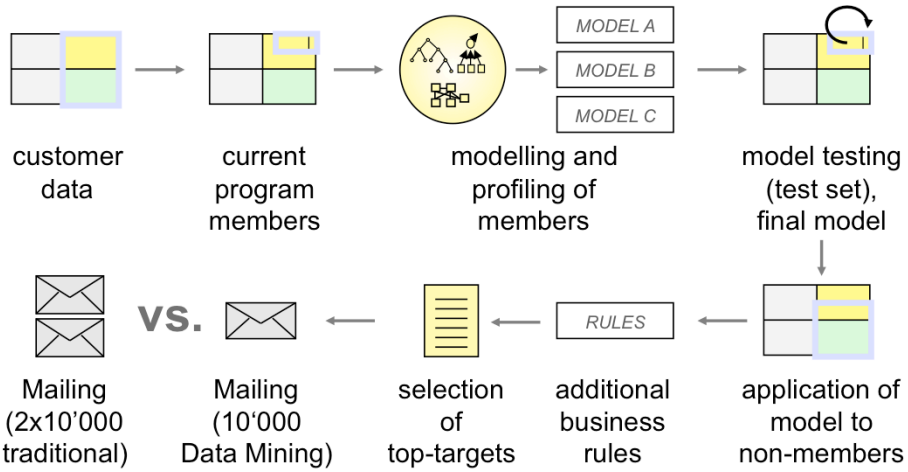 MODEL A
MODEL B
MODEL C
customer
data
current
program
members
modelling and
profiling of
members
model testing
(test set),
final model
vs.
RULES
Mailing
(2x10’000
traditional)
Mailing
(10‘000
Data Mining)
selection
of
top-targets
additional
business
rules
application of
model to
non-members